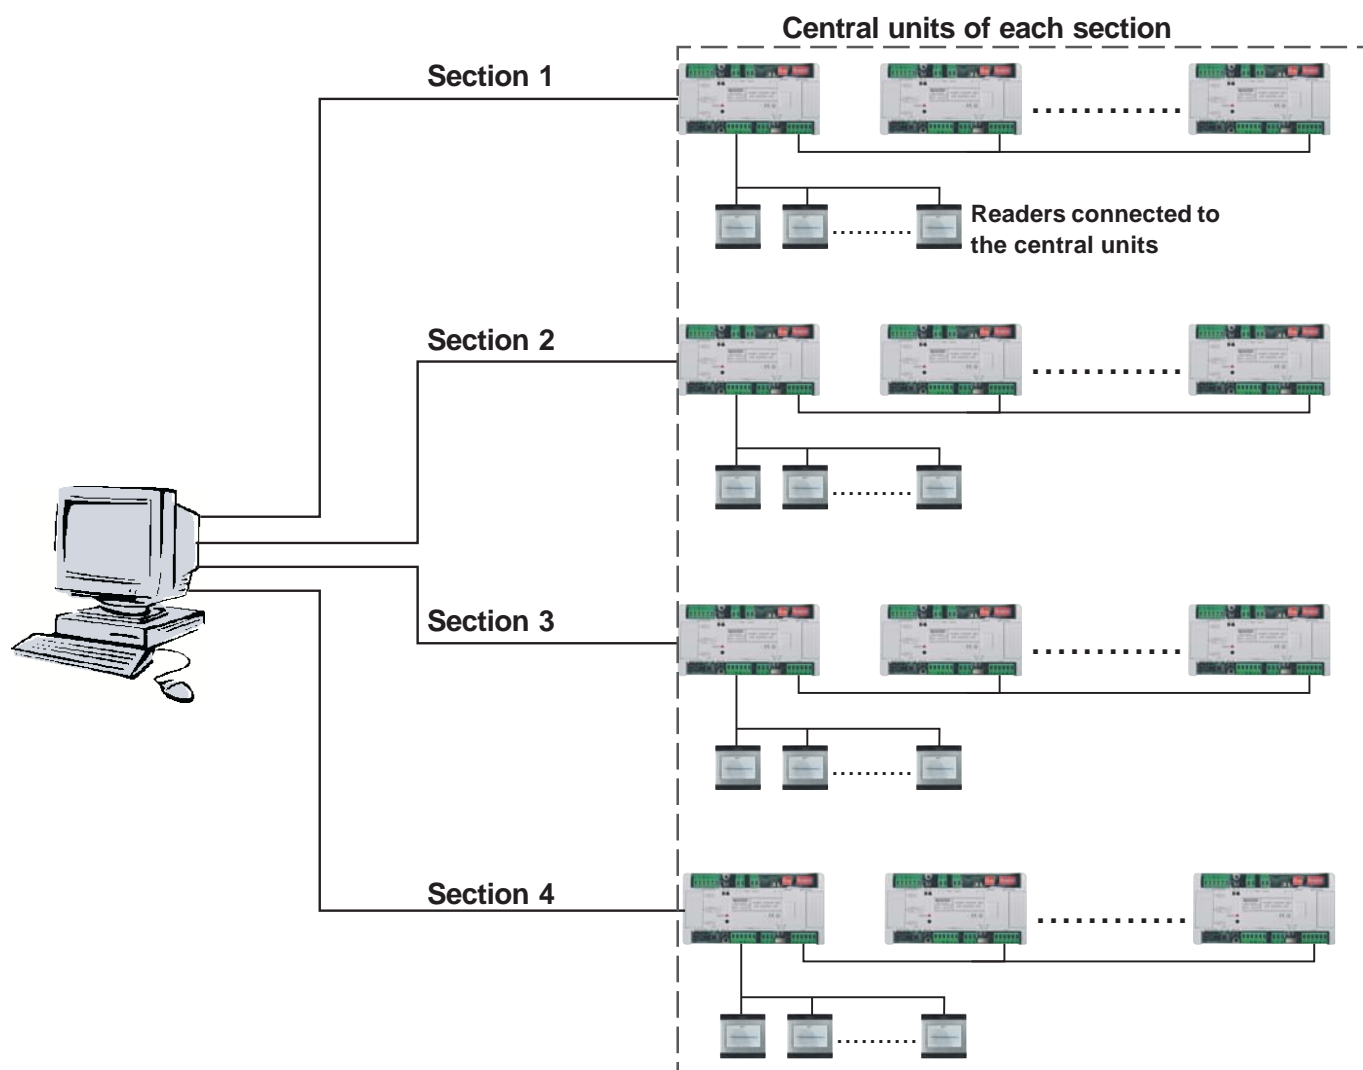 Central units of each section
Section 1
Readers connected to
the central units
Section 2
Section 3
Section 4